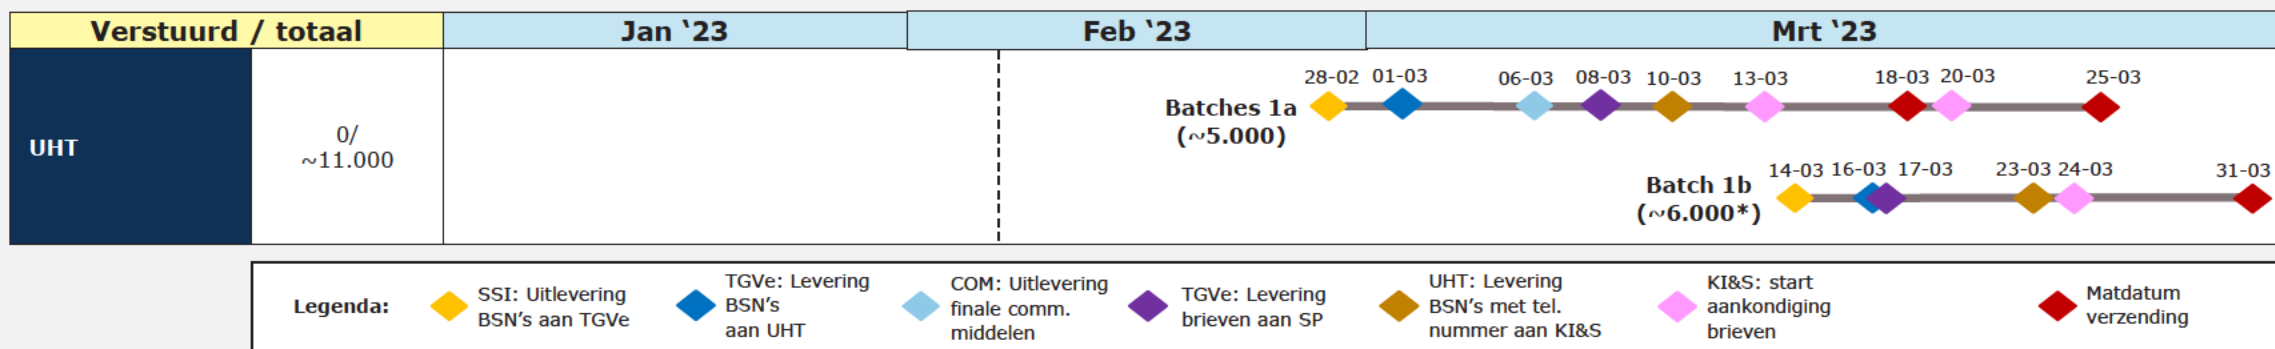 Verstuurd / totaal
Jan ‘23
Feb ‘23
Mrt ‘23
UHT
0/
~11.000
28-02 01-03 06-03 08-03 10-03 13-03 18-03 20-03 25-03
Batches 1a
(~5.000)
14-03 16-03 17-03 23-03 24-03 31-03
Batch 1b
(~6.000*)
Legenda:
SSI: Uitlevering
BSN’s aan TGVe
TGVe: Levering
BSN’s
aan UHT
COM: Uitlevering
finale comm.
middelen
TGVe: Levering
brieven aan SP
UHT: Levering
BSN’s met tel.
nummer aan KI&S
KI&S: start
aankondiging
brieven
Matdatum
verzending